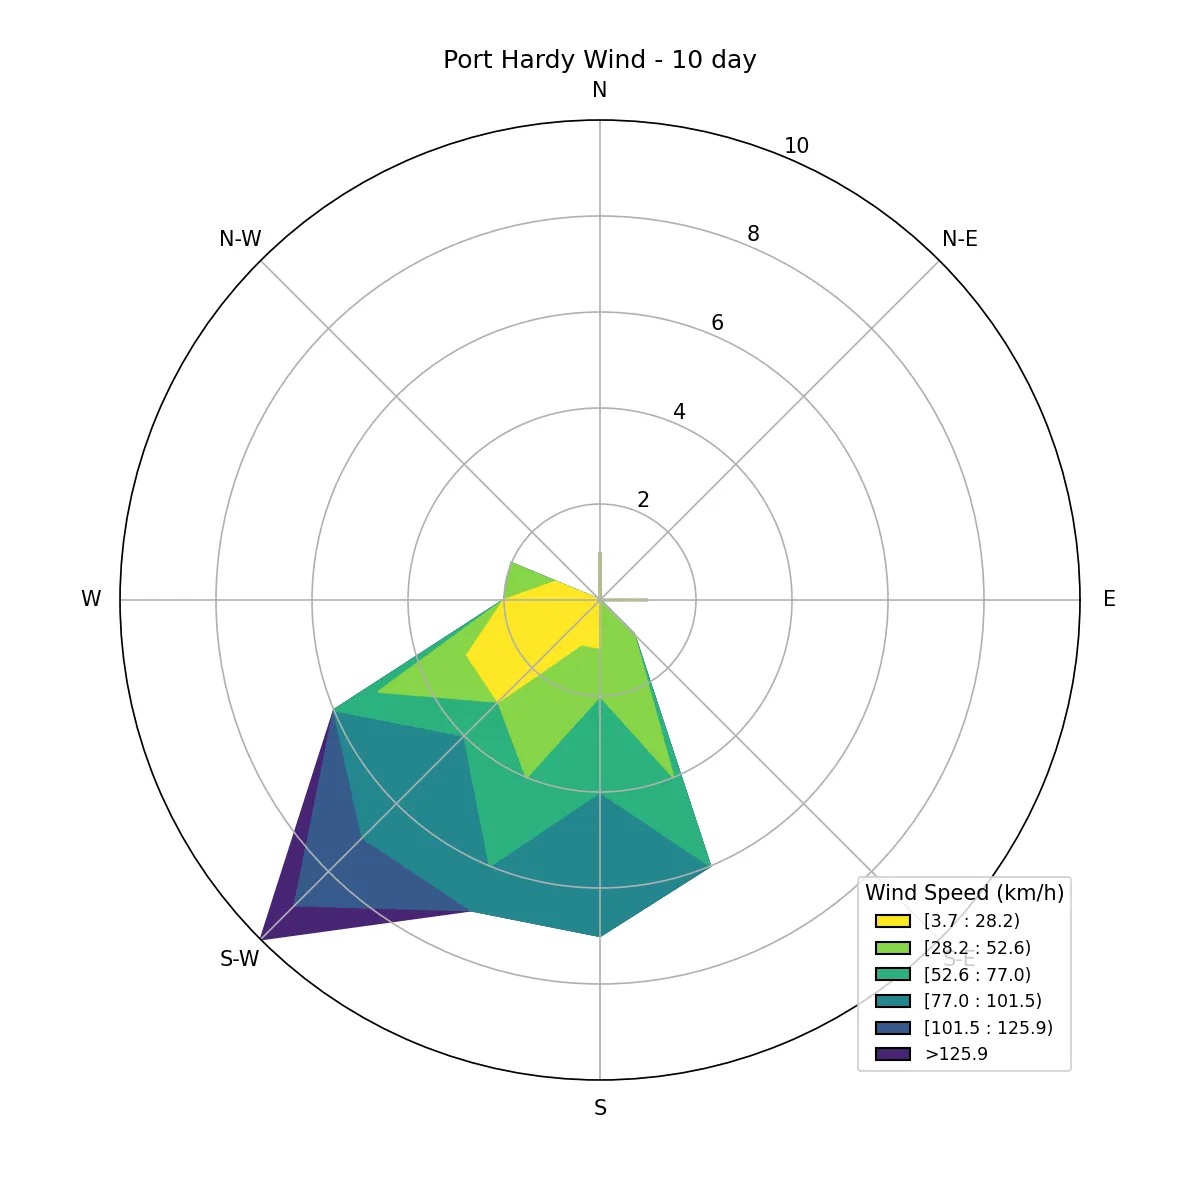 Port Hardy Wind - 10 day
N
10
N-W
N-E
8
6
4
2
W
E
Wind Speed (km/h)
[3.7 : 28.2)
[28.2 : 52.6)
S-W
S-E
[52.6 : 77.0)
[77.0 : 101.5)
[101.5 : 125.9)
>125.9
S